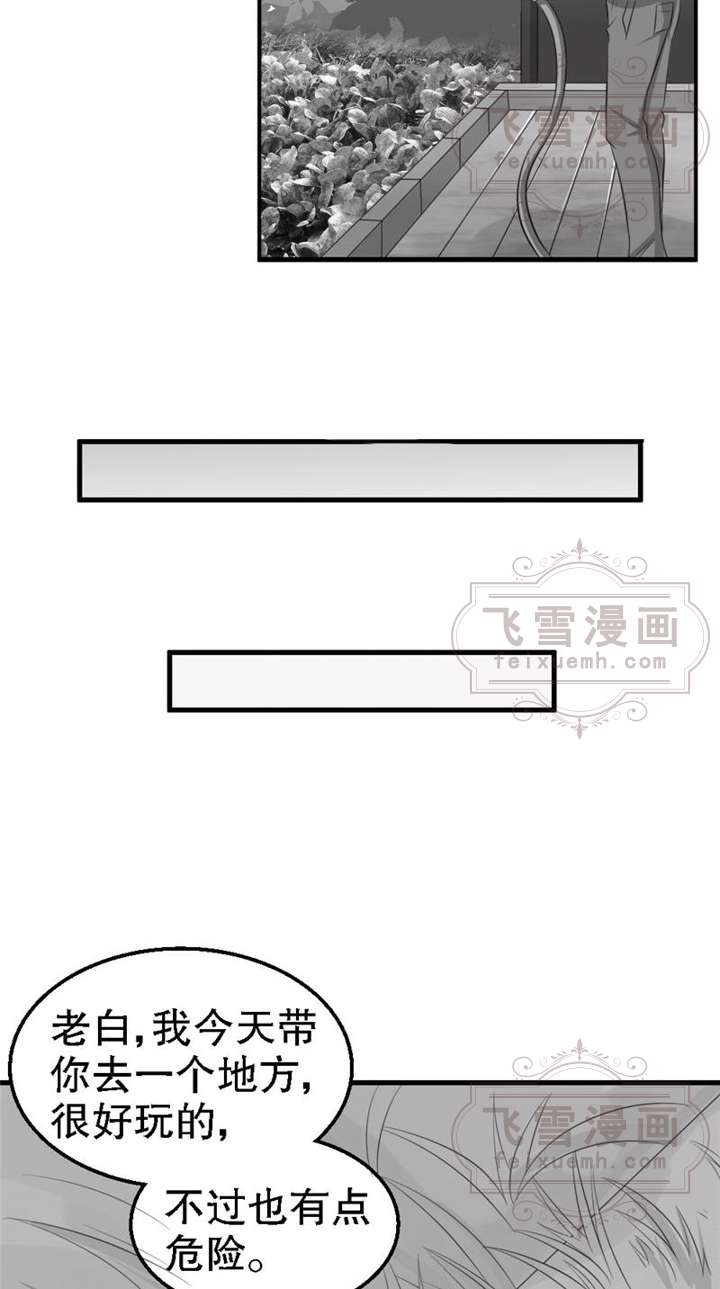 飞雪漫画
feixuemh.com
飞雪漫画
feixuemh.com
老白,我今天带
你去一个地方,
很好玩的,
飞雪漫画
feixuemh.com
不过也有点
危险。